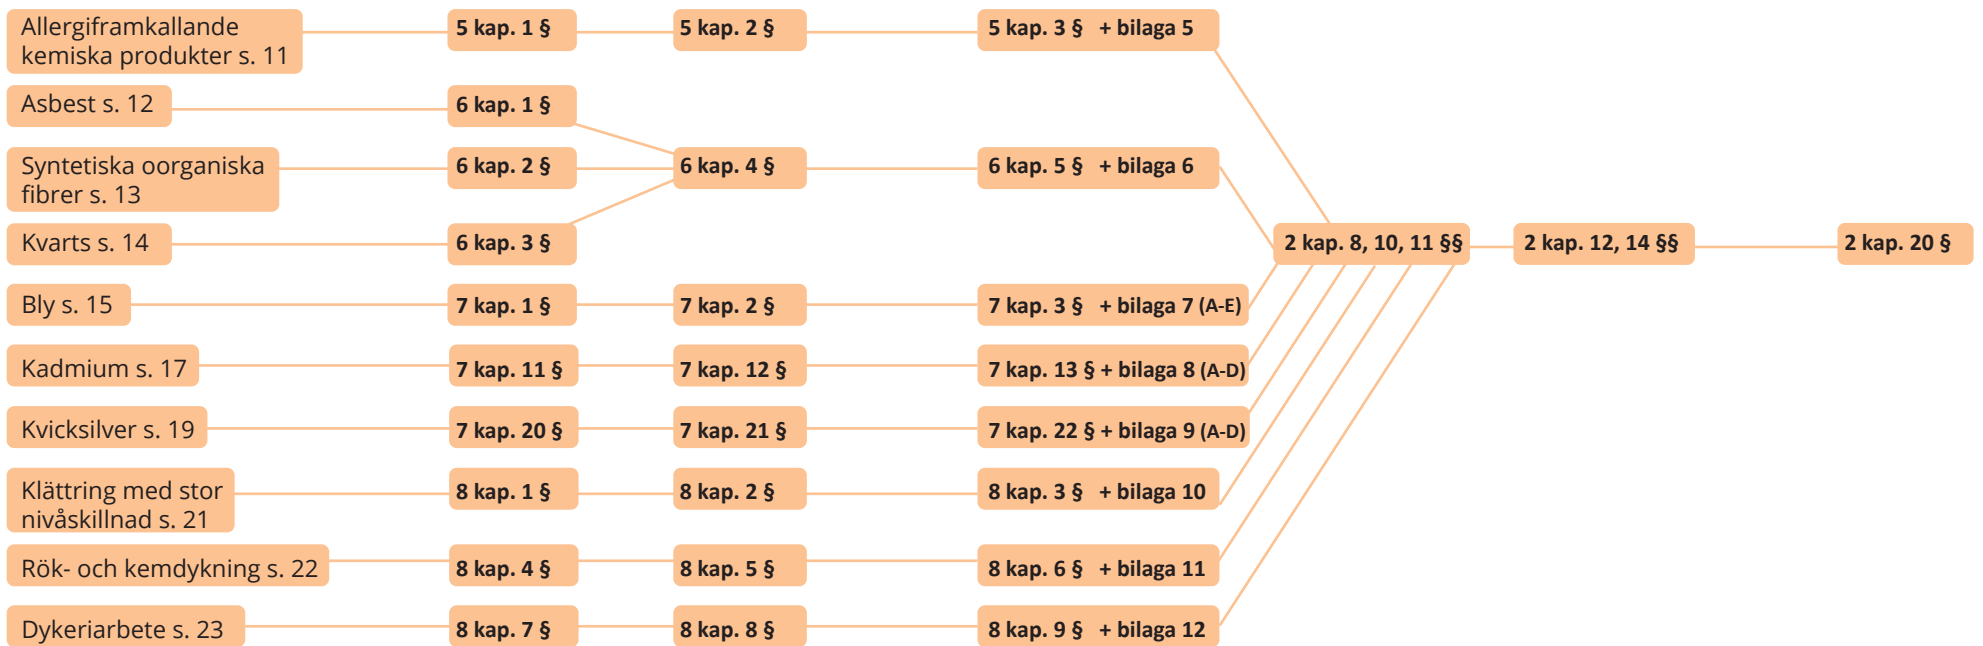 Allergiframkallande
kemiska produkter s. 11
5 kap. 1 §
5 kap. 2 §
5 kap. 3 § + bilaga 5
Asbest s. 12
6 kap. 1 §
Syntetiska oorganiska
fibrer s. 13
6 kap. 2 §
6 kap. 4 §
6 kap. 5 § + bilaga 6
Kvarts s. 14
6 kap. 3 §
2 kap. 8, 10, 11 §§
2 kap. 12, 14 §§
2 kap. 20 §
Bly s. 15
7 kap. 1 §
7 kap. 2 §
7 kap. 3 § + bilaga 7 (A-E)
Kadmium s. 17
7 kap. 11 §
7 kap. 12 §
7 kap. 13 § + bilaga 8 (A-D)
Kvicksilver s. 19
7 kap. 20 §
7 kap. 21 §
7 kap. 22 § + bilaga 9 (A-D)
Klättring med stor
nivåskillnad s. 21
8 kap. 1 §
8 kap. 2 §
8 kap. 3 § + bilaga 10
Rök- och kemdykning s. 22
8 kap. 4 §
8 kap. 5 §
8 kap. 6 § + bilaga 11
Dykeriarbete s. 23
8 kap. 7 §
8 kap. 8 §
8 kap. 9 § + bilaga 12